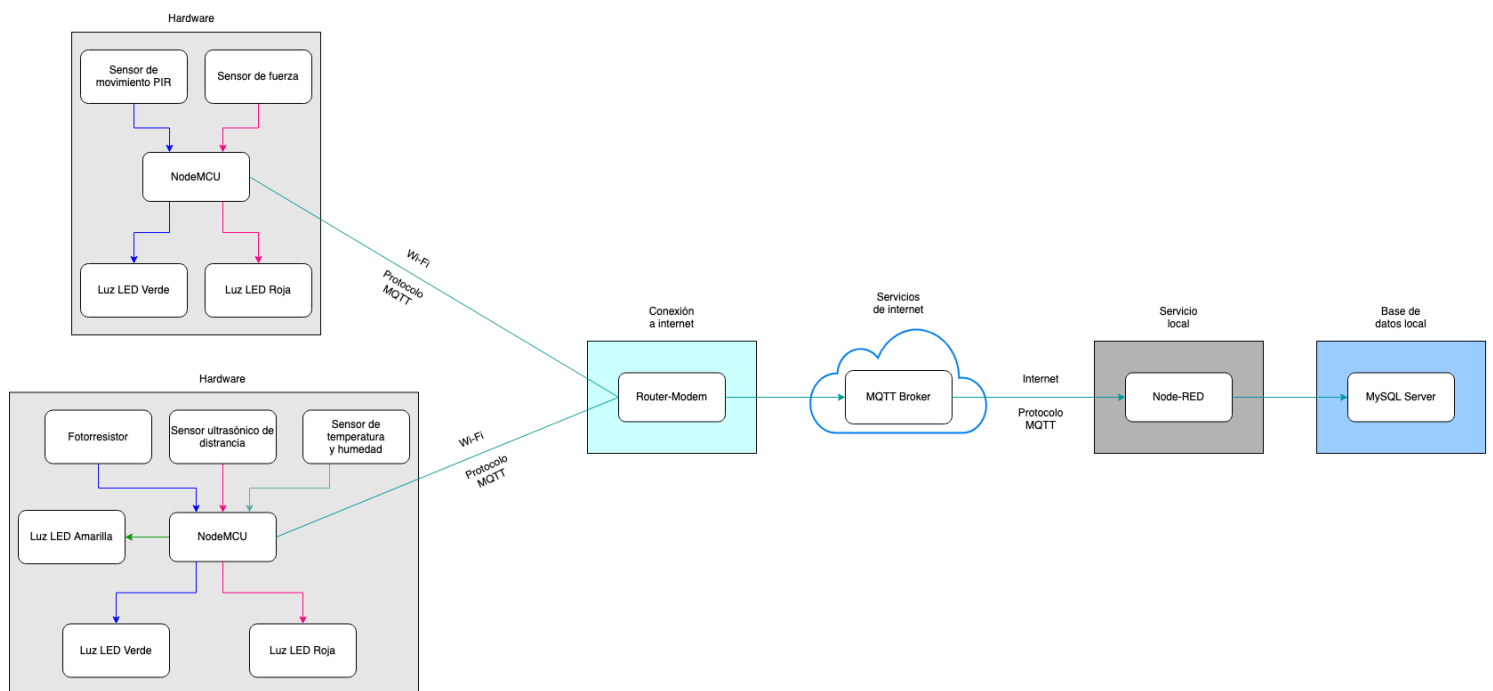 Hardware
Sensor de
movimiento PIR
Sensor de fuerza
NodeMCU
Luz LED Verde
Luz LED Roja
Wi-Fi
Protocolo
MQTT
Hardware
Fotorresistor
Sensor ultrasónico de
distrancia
Sensor de
temperatura
y humedad
Luz LED Amarilla
NodeMCU
Luz LED Verde
Luz LED Roja
Wi-Fi
Protocolo
MQTT
Conexión
a internet
Router-Modem
Servicios
de internet
MQTT Broker
Internet
Protocolo
MQTT
Servicio
local
Node-RED
Base de
datos local
MySQL Server